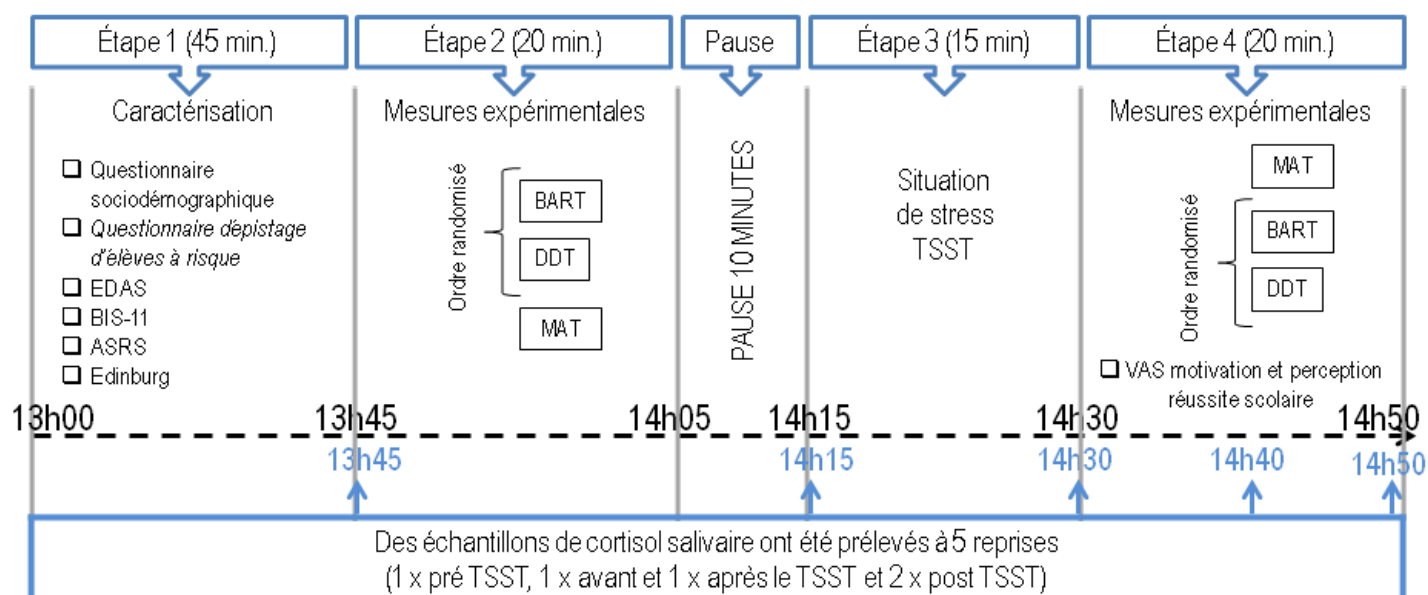 Étape 1 (45 min.)
Étape 2 (20 min.)
Pause
Étape 3 (15 min)
Étape 4 (20 min.)
Caractérisation
❑ Questionnaire
sociodémographique
❑ Questionnaire dépistage
d'élèves à risque
❑ EDAS
❑ BIS-11
❑ ASRS
❑ Edinburg
Mesures expérimentales
Ordre randomisé
BART
DDT
MAT
PAUSE 10 MINUTES
Situation
de stress
TSST
Mesures expérimentales
MAT
Ordre randomisé
BART
DDT
❑ VAS motivation et perception
réussite scolaire
13h00
13h45
14h05
14h15
14h30
14h50
13h45
14h15
14h30
14h40
14h50
Des échantillons de cortisol salivaire ont été prélevés à 5 reprises
(1 x pré TSST, 1 x avant et 1 x après le TSST et 2 x post TSST)